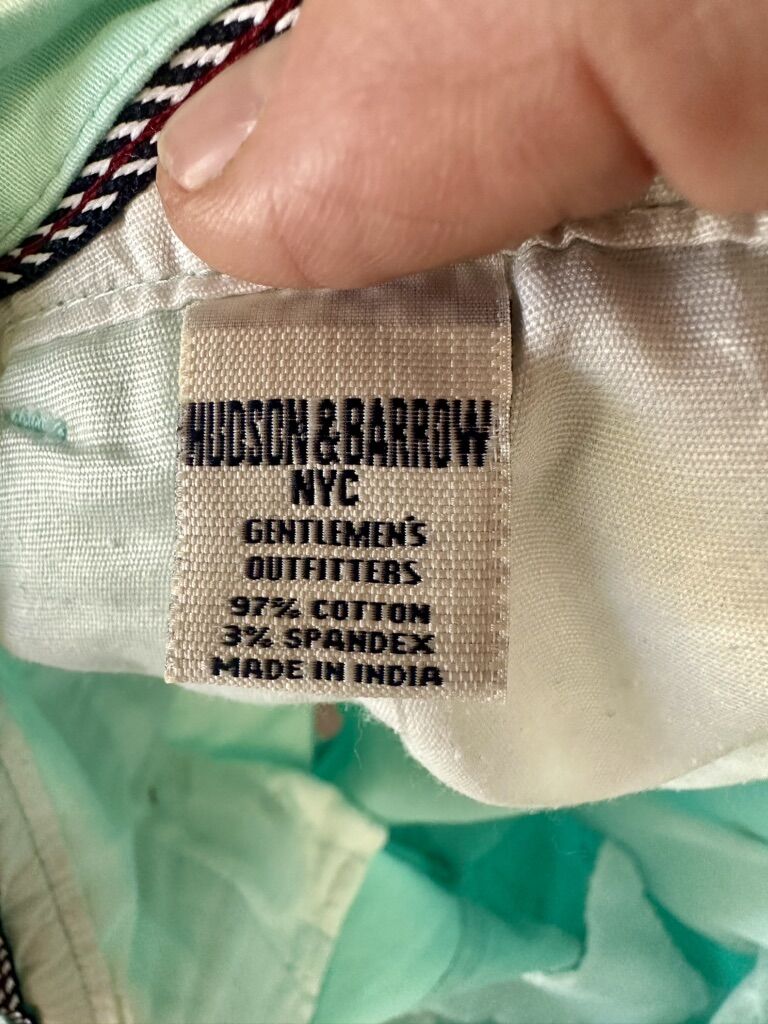 HUDSON & BARROW
NYC
GENTLEMEN'S
OUTFITTERS
97% COTTON
3% SPANDEX
MADE IN INDIA